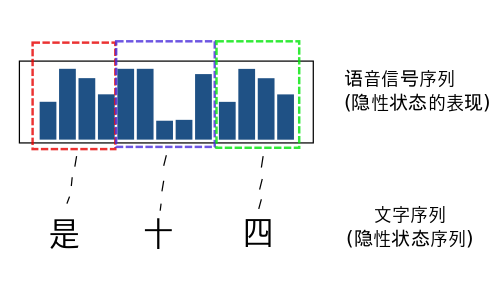 语音信号序列
(隐性状态的表现)
是 十 四
文字序列
(隐性状态序列)